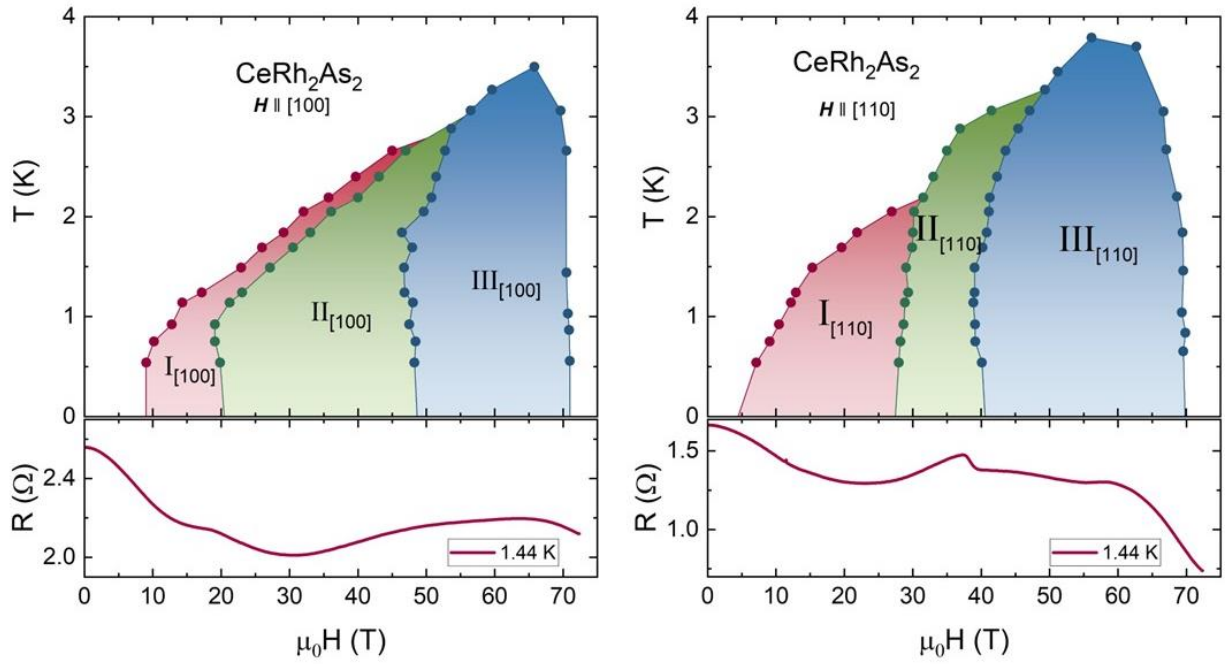 CeRh₂As₂
H ∥ [100]
4
3
2
1
0
T (K)
I[100]
II[100]
III[100]
2.4
2.0
R (Ω)
1.44 K
0 10 20 30 40 50 60 70
μ₀H (T)
CeRh₂As₂
H ∥ [110]
4
3
2
1
0
T (K)
I[110]
II[110]
III[110]
1.5
1.0
R (Ω)
1.44 K
0 10 20 30 40 50 60 70
μ₀H (T)